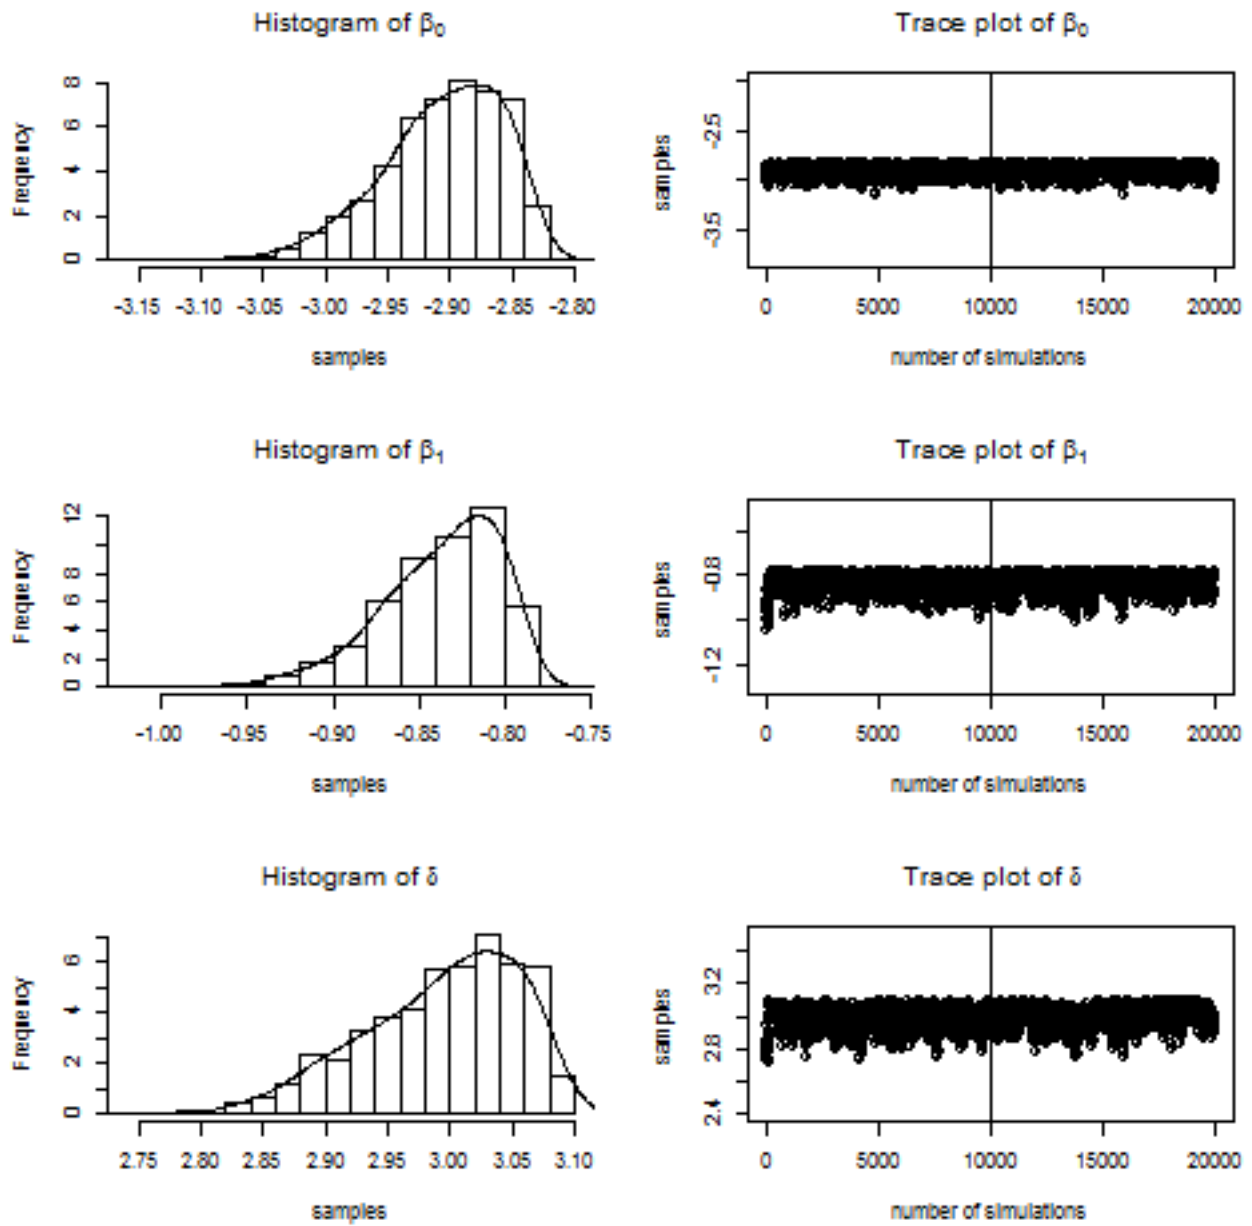 Histogram of β₀
Frequency
8
6
4
2
0
-3.15 -3.10 -3.05 -3.00 -2.95 -2.90 -2.85 -2.80
samples
Trace plot of β₀
samples
-2.5
-3.5
0 5000 10000 15000 20000
number of simulations
Histogram of β₁
Frequency
12
8
6
4
2
0
-1.00 -0.95 -0.90 -0.85 -0.80 -0.75
samples
Trace plot of β₁
samples
-0.8
-1.2
0 5000 10000 15000 20000
number of simulations
Histogram of δ
Frequency
6
4
2
0
2.75 2.80 2.85 2.90 2.95 3.00 3.05 3.10
samples
Trace plot of δ
samples
3.2
2.8
2.4
0 5000 10000 15000 20000
number of simulations